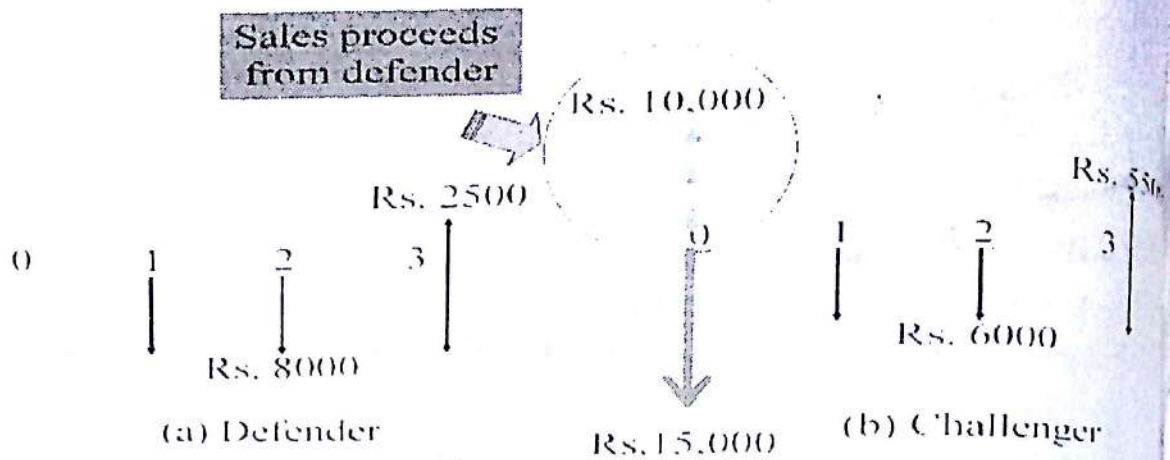 Sales proceeds
from defender
Rs. 10,000
Rs. 2500
0 1 2 3
Rs. 8000
(a) Defender
0 1 2 3
Rs. 6000
Rs.15,000
(b) Challenger